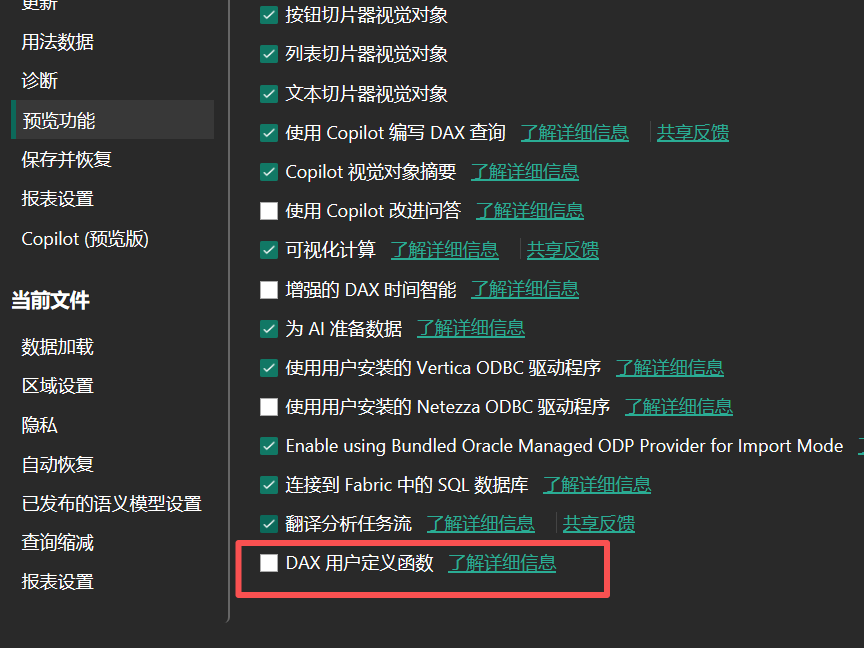 更新
用法数据
诊断
预览功能
保存并恢复
报表设置
Copilot (预览版)
当前文件
数据加载
区域设置
隐私
自动恢复
已发布的语义模型设置
查询缩减
报表设置
按钮切片器视觉对象
列表切片器视觉对象
文本切片器视觉对象
使用 Copilot 编写 DAX 查询 了解详细信息 共享反馈
Copilot 视觉对象摘要 了解详细信息
使用 Copilot 改进问答 了解详细信息
可视化计算 了解详细信息 共享反馈
增强的 DAX 时间智能 了解详细信息
为 AI 准备数据 了解详细信息
使用用户安装的 Vertica ODBC 驱动程序 了解详细信息
使用用户安装的 Netezza ODBC 驱动程序 了解详细信息
Enable using Bundled Oracle Managed ODP Provider for Import Mode
连接到 Fabric 中的 SQL 数据库 了解详细信息
翻译分析任务流 了解详细信息 共享反馈
DAX 用户定义函数 了解详细信息